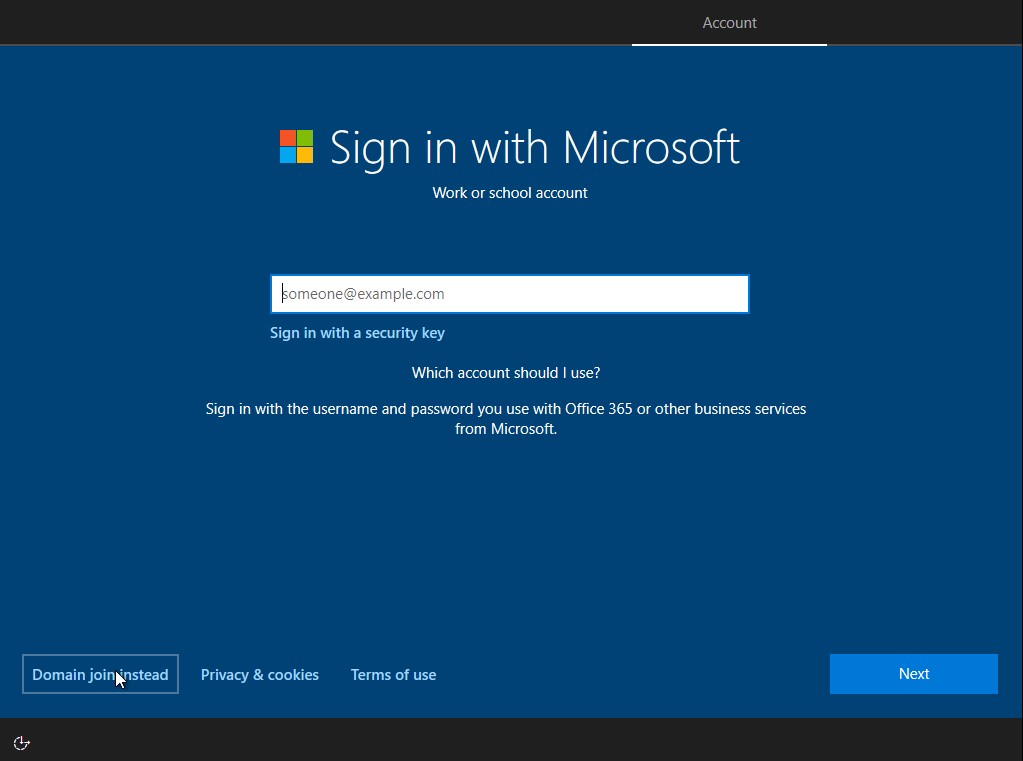 Account
Sign in with Microsoft
Work or school account
someone@example.com
Sign in with a security key
Which account should I use?
Sign in with the username and password you use with Office 365 or other business services
from Microsoft.
Domain join instead
Privacy & cookies
Terms of use
Next